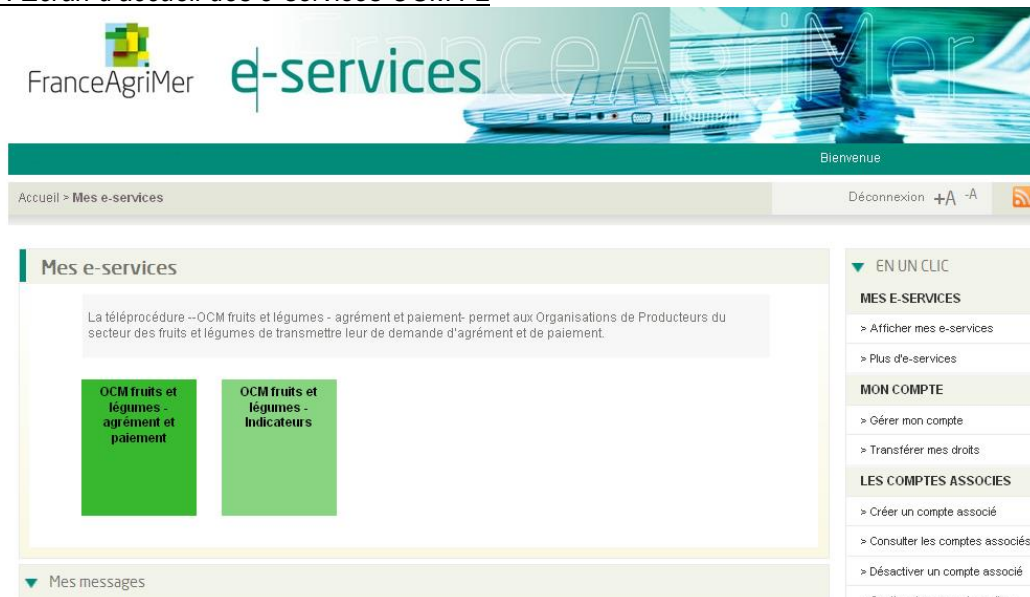 FranceAgriMer
e-services
Bienvenue
Accueil > Mes e-services
Déconnexion +A -A
Mes e-services
La téléprocédure --OCM fruits et légumes - agrément et paiement- permet aux Organisations de Producteurs du
secteur des fruits et légumes de transmettre leur de demande d'agrément et de paiement.
OCM fruits et
légumes -
agrément et
paiement
OCM fruits et
légumes -
Indicateurs
Mes messages
EN UN CLIC
MES E-SERVICES
> Afficher mes e-services
> Plus d'e-services
MON COMPTE
> Gérer mon compte
> Transférer mes droits
LES COMPTES ASSOCIES
> Créer un compte associé
> Consulter les comptes associés
> Désactiver un compte associé